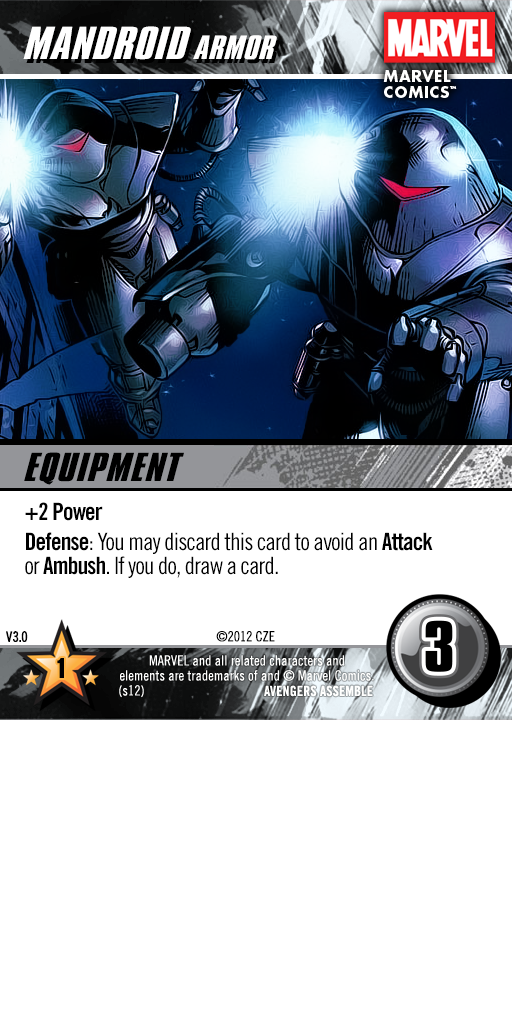 MANDROID ARMOR
MARVEL
MARVEL
COMICS™
EQUIPMENT
+2 Power
Defense: You may discard this card to avoid an Attack
or Ambush. If you do, draw a card.
3
V3.0
©2012 CZE
1
MARVEL and all related characters and
elements are trademarks of and © Marvel Comics.
(s12)
AVENGERS ASSEMBLE